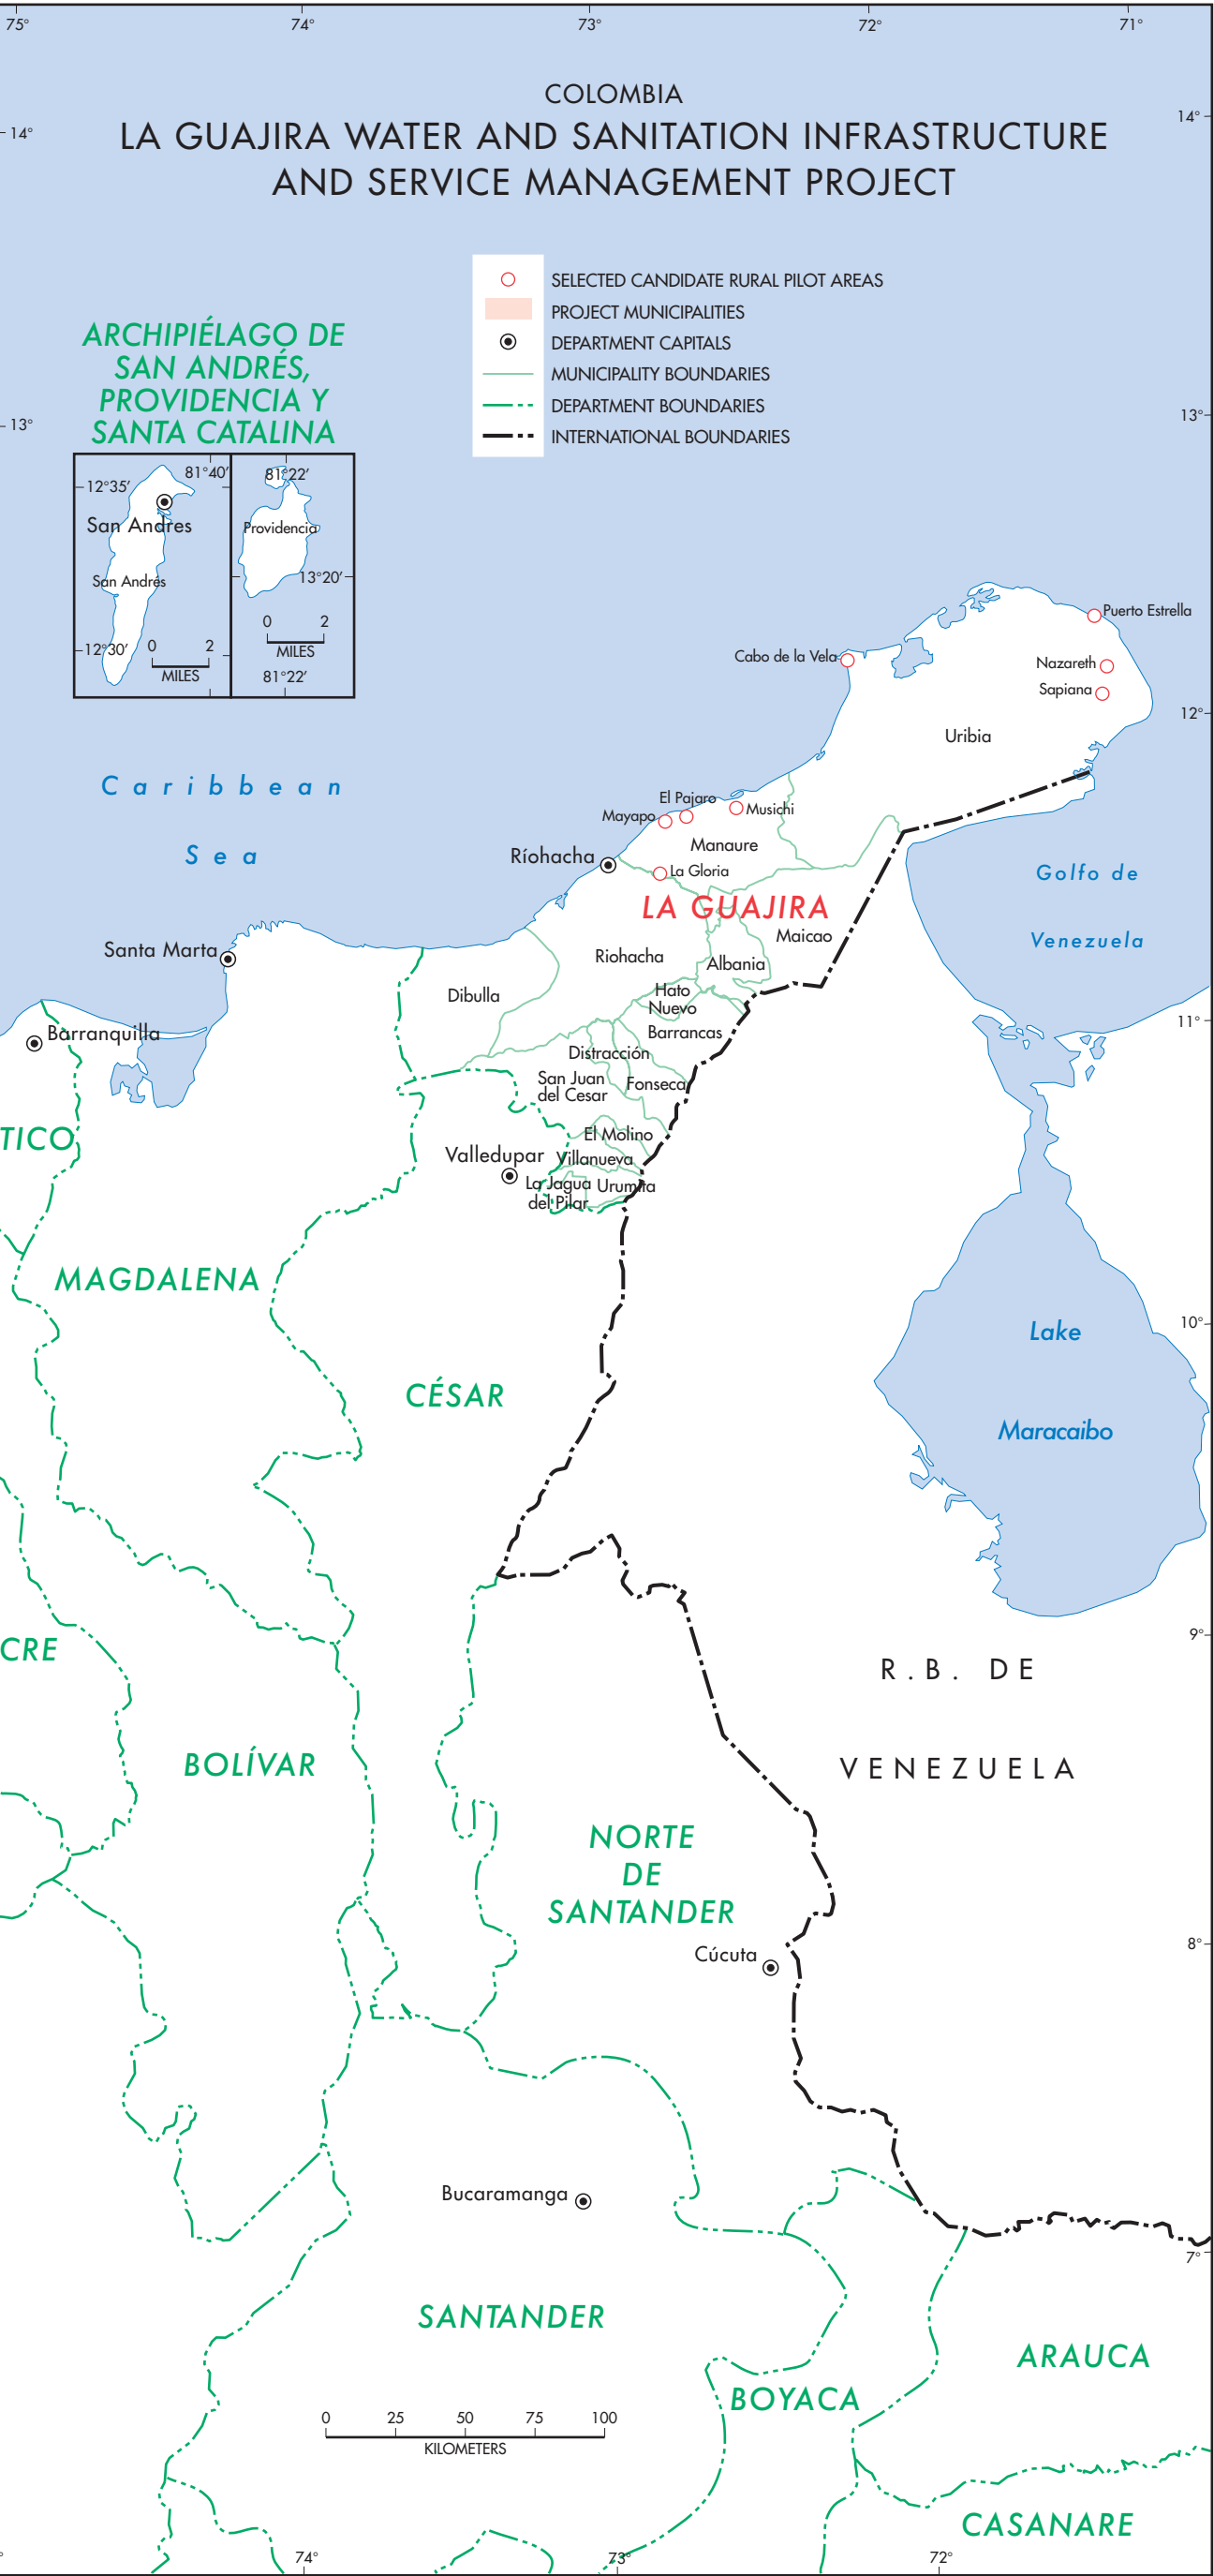 75°
74°
73°
72°
71°
COLOMBIA
LA GUAJIRA WATER AND SANITATION INFRASTRUCTURE
AND SERVICE MANAGEMENT PROJECT
14°
14°
SELECTED CANDIDATE RURAL PILOT AREAS
PROJECT MUNICIPALITIES
DEPARTMENT CAPITALS
MUNICIPALITY BOUNDARIES
DEPARTMENT BOUNDARIES
INTERNATIONAL BOUNDARIES
ARCHIPIÉLAGO DE
SAN ANDRÉS,
PROVIDENCIA Y
SANTA CATALINA
13°
13°
12°35′
81°40′
San Andres
San Andrés
12°30′
0 2
MILES
81°22′
Providencia
13°20′
0 2
MILES
81°22′
Puerto Estrella
Cabo de la Vela
Nazareth
Sapiana
12°
Uribia
Caribbean
Sea
El Pajaro
Musichi
Mayapo
Manaure
Ríohacha
La Gloria
Golfo de
Venezuela
LA GUAJIRA
Maicao
Santa Marta
Riohacha
Albania
Dibulla
Hato
Nuevo
Barrancas
11°
Barranquilla
Distracción
San Juan
del Cesar
Fonseca
TICO
El Molino
Valledupar
Villanueva
La Jagua
del Pilar
Urumita
MAGDALENA
10°
Lake
Maracaibo
CÉSAR
9°
CRE
R.B. DE
VENEZUELA
BOLÍVAR
NORTE
DE
SANTANDER
Cúcuta
8°
Bucaramanga
7°
SANTANDER
ARAUCA
BOYACA
0 25 50 75 100
KILOMETERS
CASANARE
°
74°
73°
72°